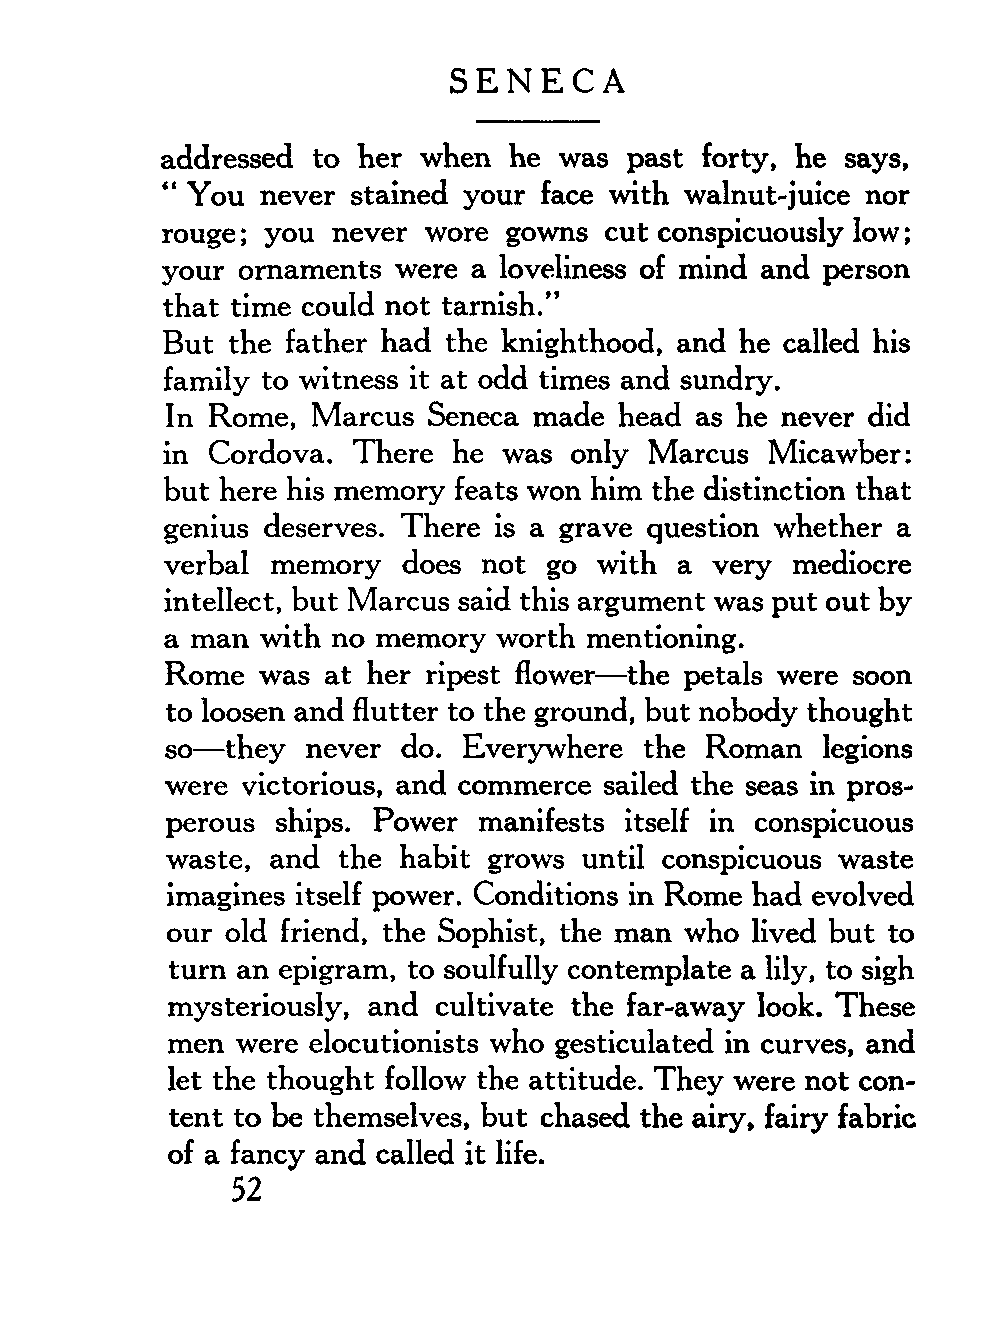 SENECA
addressed to her when he was past forty, he says,
“ You never stained your face with walnut-juice nor
rouge; you never wore gowns cut conspicuously low;
your ornaments were a loveliness of mind and person
that time could not tarnish.”
But the father had the knighthood, and he called his
family to witness it at odd times and sundry.
In Rome, Marcus Seneca made head as he never did
in Cordova. There he was only Marcus Micawber:
but here his memory feats won him the distinction that
genius deserves. There is a grave question whether a
verbal memory does not go with a very mediocre
intellect, but Marcus said this argument was put out by
a man with no memory worth mentioning.
Rome was at her ripest flower—the petals were soon
to loosen and flutter to the ground, but nobody thought
so—they never do. Everywhere the Roman legions
were victorious, and commerce sailed the seas in pros-
perous ships. Power manifests itself in conspicuous
waste, and the habit grows until conspicuous waste
imagines itself power. Conditions in Rome had evolved
our old friend, the Sophist, the man who lived but to
turn an epigram, to soulfully contemplate a lily, to sigh
mysteriously, and cultivate the far-away look. These
men were elocutionists who gesticulated in curves, and
let the thought follow the attitude. They were not con-
tent to be themselves, but chased the airy, fairy fabric
of a fancy and called it life.
52